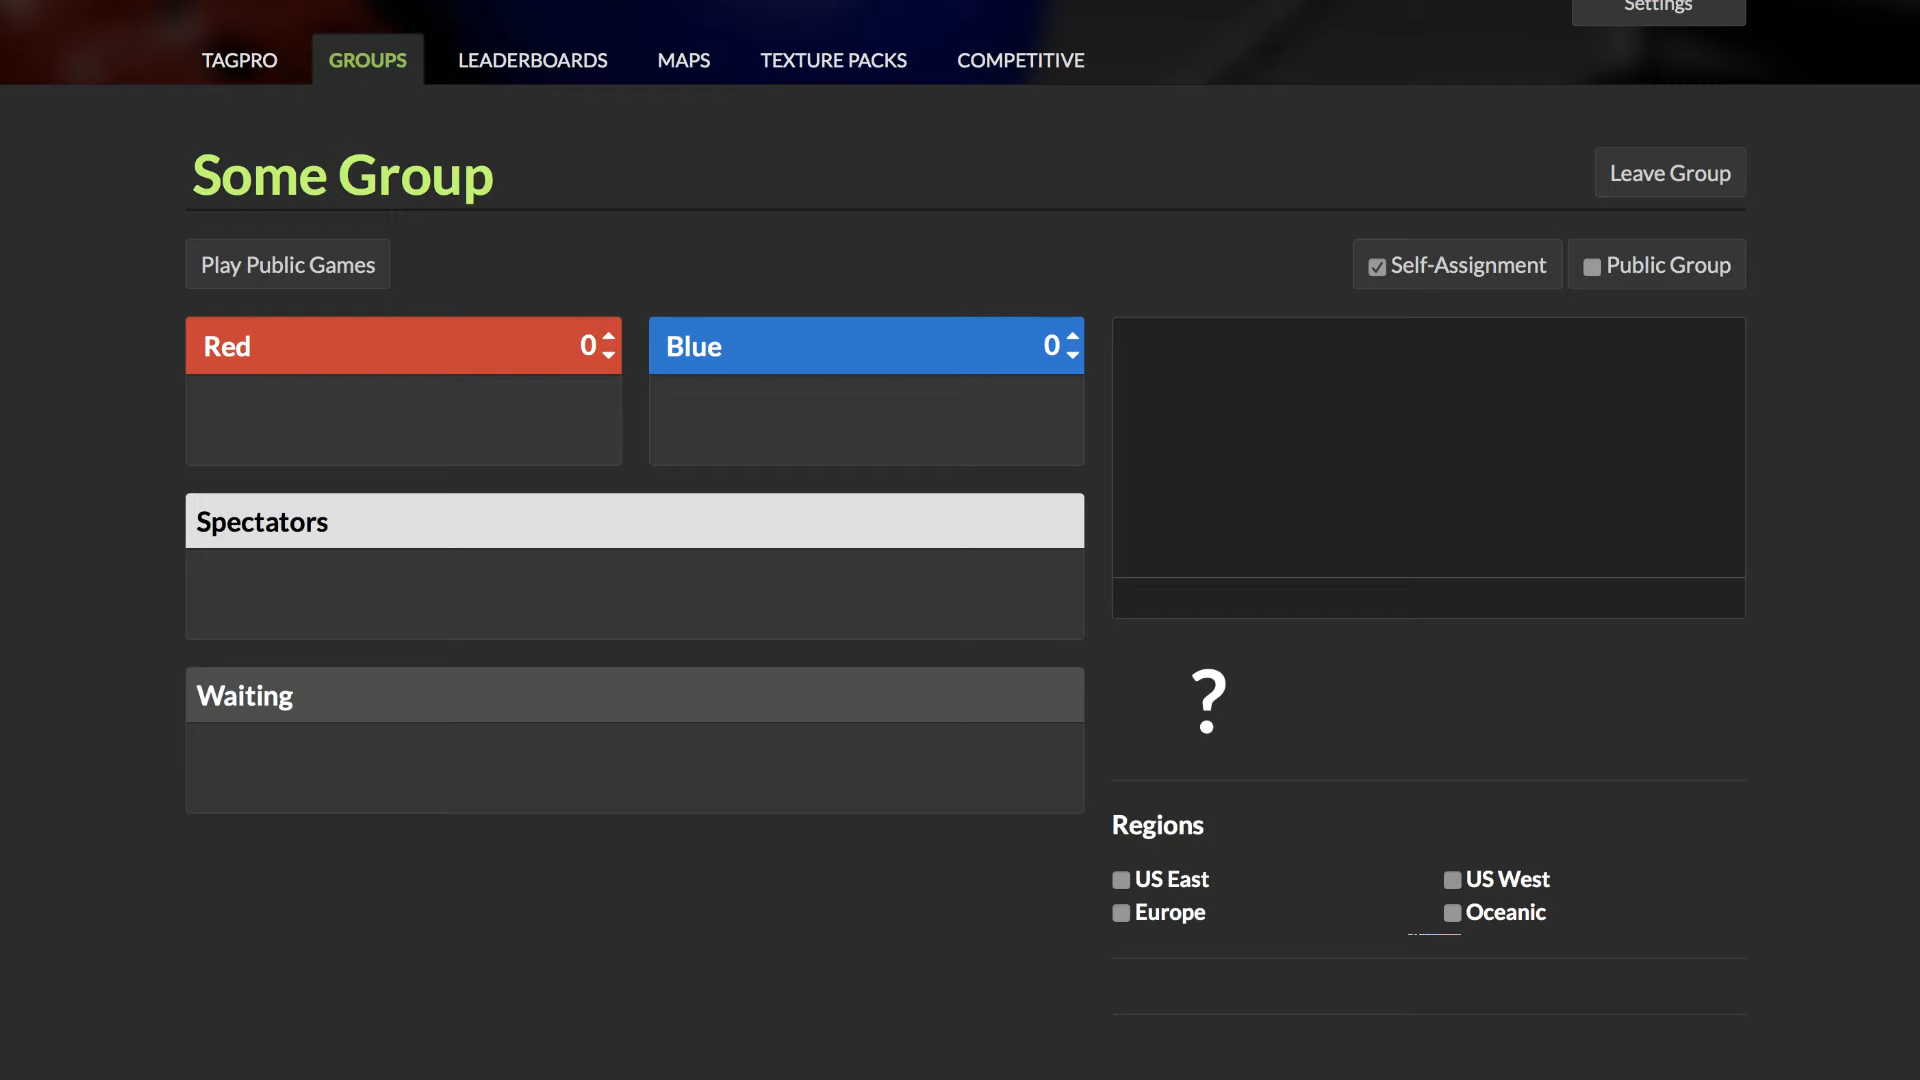 Settings
TAGPRO GROUPS LEADERBOARDS MAPS TEXTURE PACKS COMPETITIVE
Some Group
Leave Group
Play Public Games
Self-Assignment
Public Group
Red 0
Blue 0
Spectators
Waiting
?
Regions
US East
US West
Europe
Oceanic